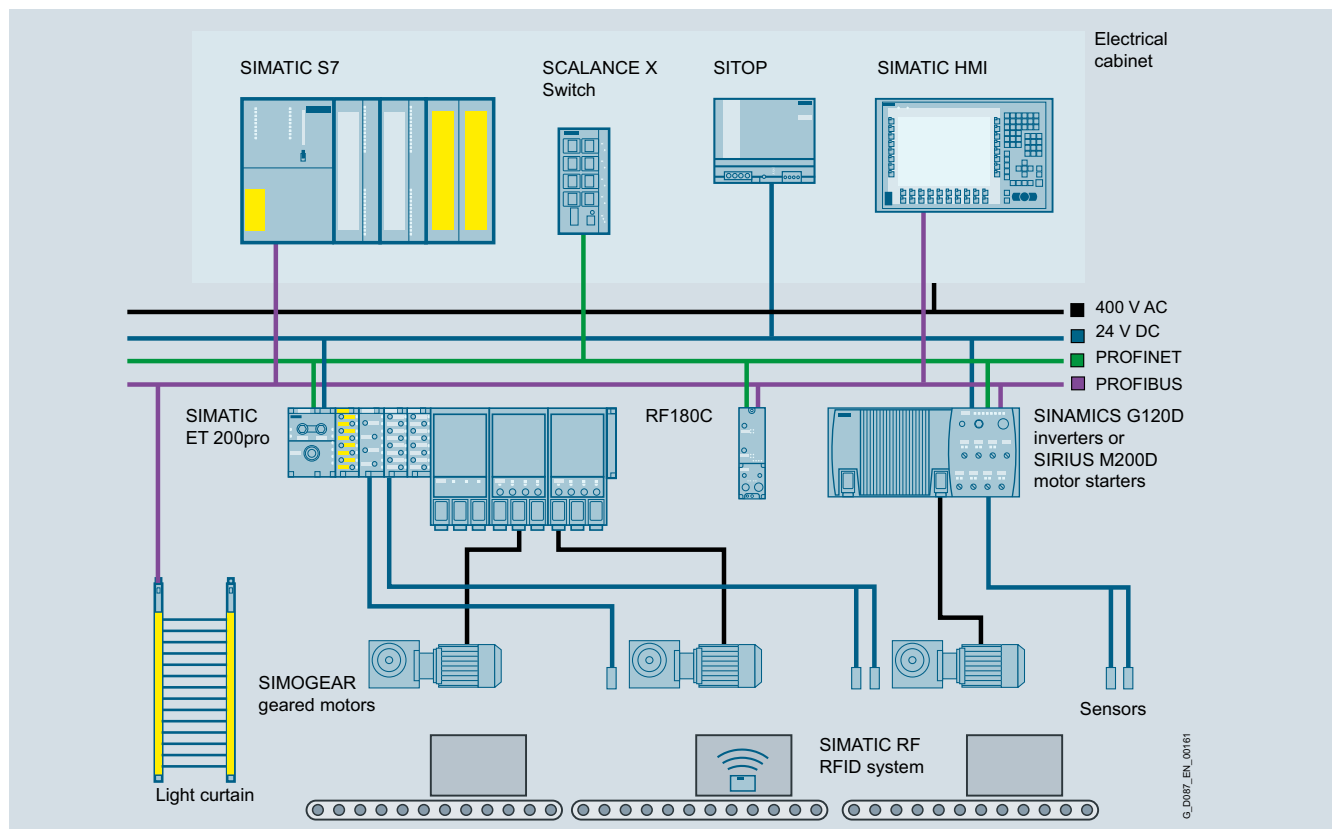 Electrical
cabinet
SIMATIC S7
SCALANCE X
Switch
SITOP
SIMATIC HMI
400 V AC
24 V DC
PROFINET
PROFIBUS
SIMATIC
ET 200pro
RF180C
SINAMICS G120D
inverters or
SIRIUS M200D
motor starters
SIMOGEAR
geared motors
Sensors
SIMATIC RF
RFID system
Light curtain
G_D087_EN_00161